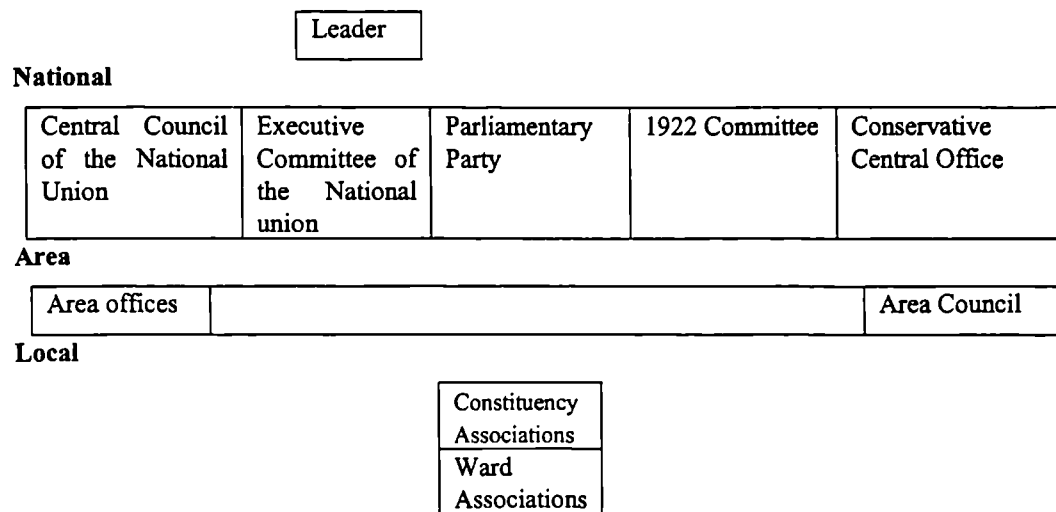 Leader
National
Central Council
of the National
Union
Executive
Committee of
the National
union
Parliamentary
Party
1922 Committee
Conservative
Central Office
Area
Area offices
Area Council
Local
Constituency
Associations
Ward
Associations